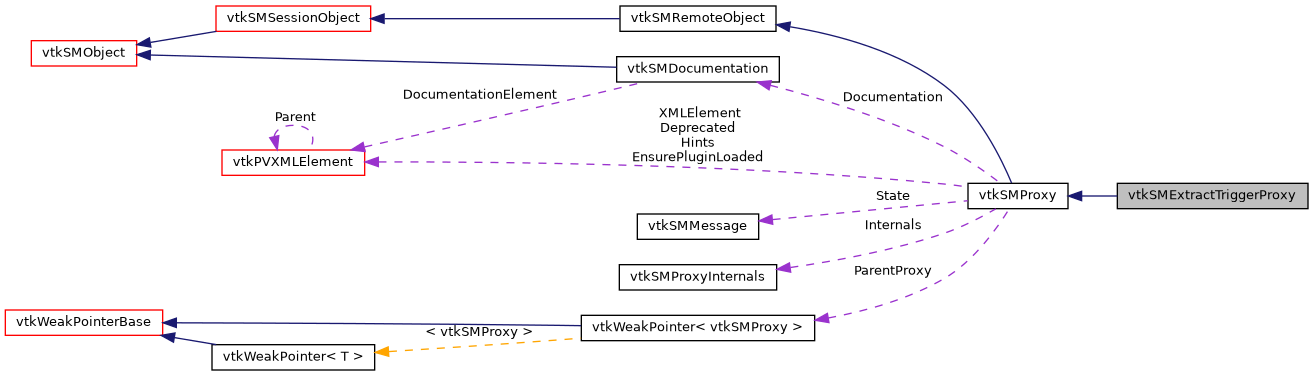 vtkSMSessionObject
vtkSMRemoteObject
vtkSMObject
vtkSMDocumentation
DocumentationElement
Documentation
Parent
XMLElement
Deprecated
Hints
EnsurePluginLoaded
vtkPVXMLElement
vtkSMProxy
vtkSMExtractTriggerProxy
State
vtkSMMessage
Internals
vtkSMProxyInternals
ParentProxy
vtkWeakPointerBase
< vtkSMProxy >
vtkWeakPointer< vtkSMProxy >
vtkWeakPointer< T >